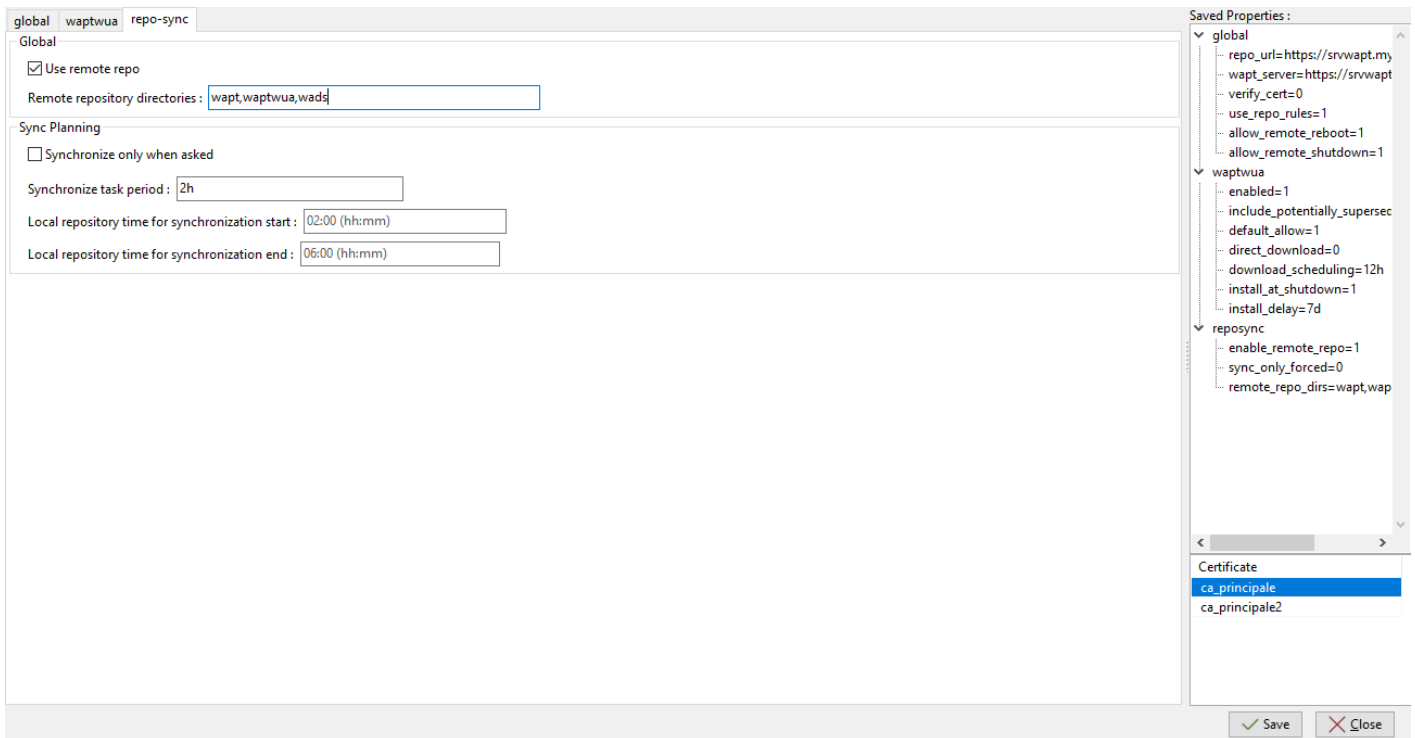 global waptwua repo-sync
Global
Use remote repo
Remote repository directories : wapt,waptwua,wads
Sync Planning
Synchronize only when asked
Synchronize task period : 2h
Local repository time for synchronization start : 02:00 (hh:mm)
Local repository time for synchronization end : 06:00 (hh:mm)
Saved Properties :
global
repo_url=https://srvwapt.my
wapt_server=https://srvwapt
verify_cert=0
use_repo_rules=1
allow_remote_reboot=1
allow_remote_shutdown=1
waptwua
enabled=1
include_potentially_supersed
default_allow=1
direct_download=0
download_scheduling=12h
install_at_shutdown=1
install_delay=7d
reposync
enable_remote_repo=1
sync_only_forced=0
remote_repo_dirs=wapt,wap
Certificate
ca_principale
ca_principale2
Save Close